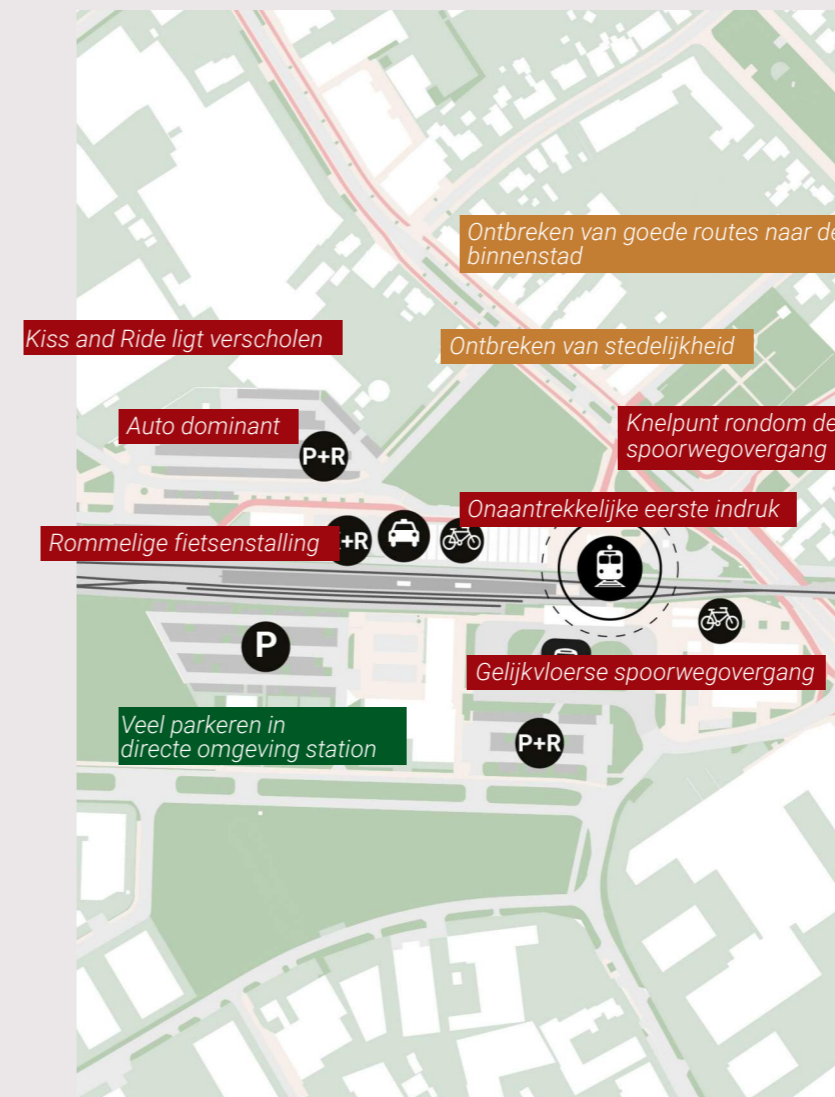 Ontbreken van goede routes naar de
binnenstad
Kiss and Ride ligt verscholen
Ontbreken van stedelijkheid
Auto dominant
Knelpunt rondom de
spoorwegovergang
P+R
Onaantrekkelijke eerste indruk
Rommelige fietsenstalling
+R
P
Gelijkvloerse spoorwegovergang
Veel parkeren in
directe omgeving station
P+R